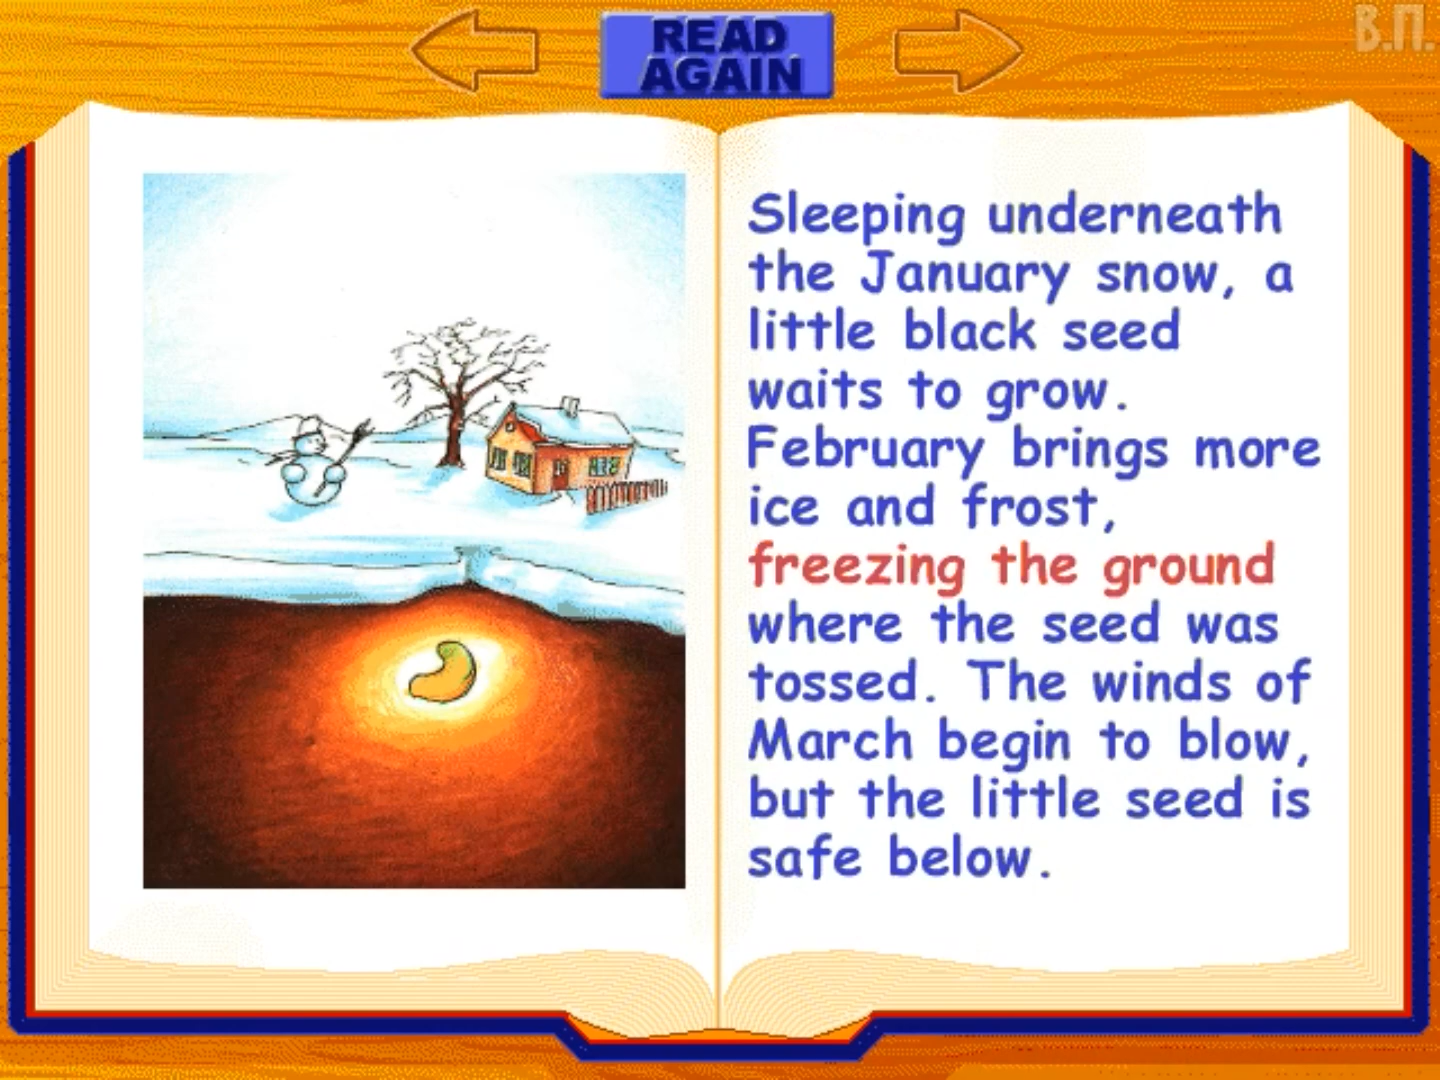 READ
AGAIN
В.П.
Sleeping underneath
the January snow, a
little black seed
waits to grow.
February brings more
ice and frost,
freezing the ground
where the seed was
tossed. The winds of
March begin to blow,
but the little seed is
safe below.